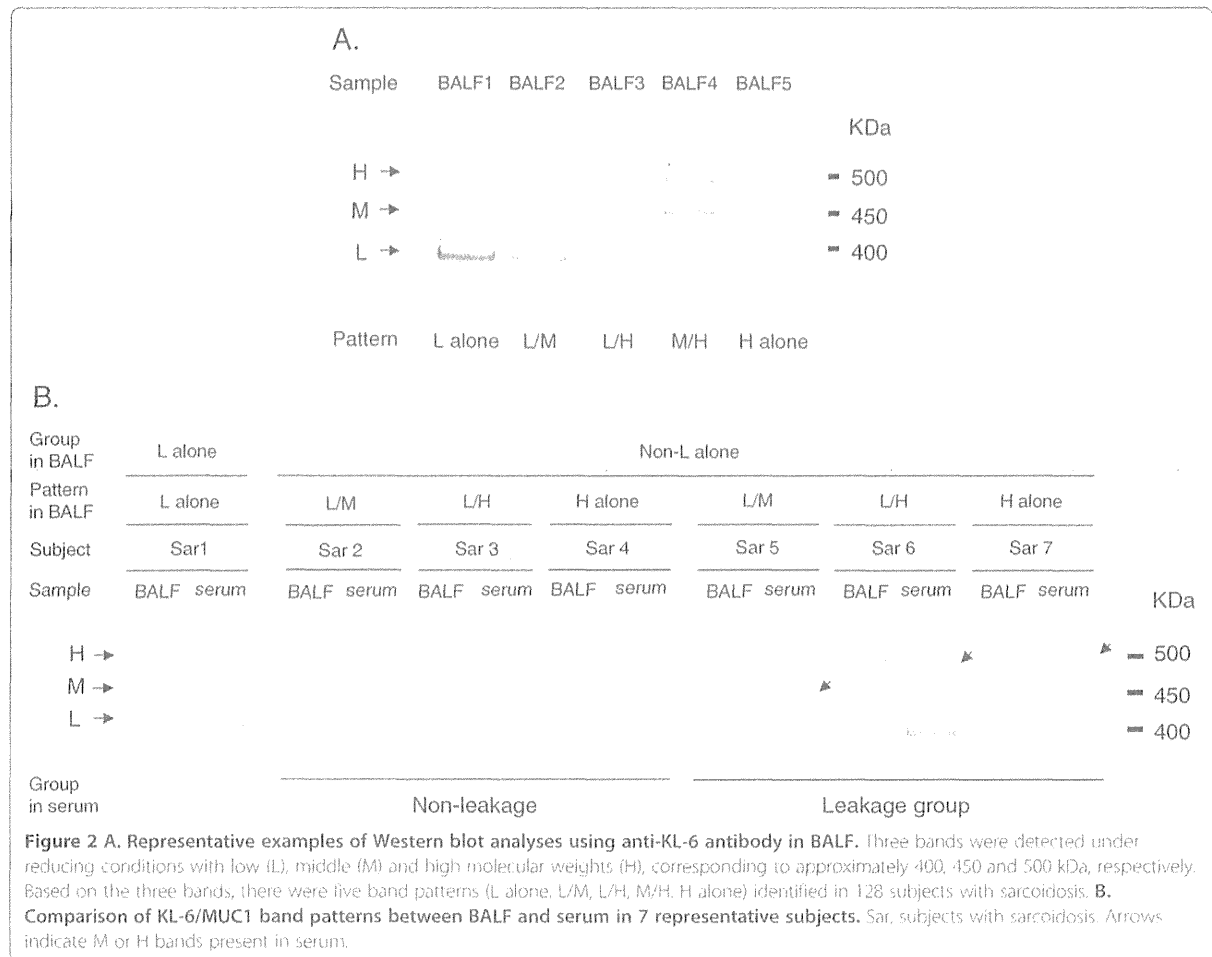 A.
Sample BALF1 BALF2 BALF3 BALF4 BALF5
KDa
H 500
M 450
L 400
Pattern L alone L/M L/H M/H H alone
B.
Group in BALF L alone Non-L alone
Pattern in BALF L alone L/M L/H H alone L/M L/H H alone
Subject Sar1 Sar 2 Sar 3 Sar 4 Sar 5 Sar 6 Sar 7
Sample BALF serum BALF serum BALF serum BALF serum BALF serum BALF serum BALF serum
KDa
H 500
M 450
L 400
Group in serum Non-leakage Leakage group
Figure 2 A. Representative examples of Western blot analyses using anti-KL-6 antibody in BALF. Three bands were detected under
reducing conditions with low (L), middle (M) and high molecular weights (H), corresponding to approximately 400, 450 and 500 kDa, respectively.
Based on the three bands, there were five band patterns (L alone, L/M, L/H, M/H, H alone) identified in 128 subjects with sarcoidosis. B.
Comparison of KL-6/MUC1 band patterns between BALF and serum in 7 representative subjects. Sar, subjects with sarcoidosis. Arrows
indicate M or H bands present in serum.